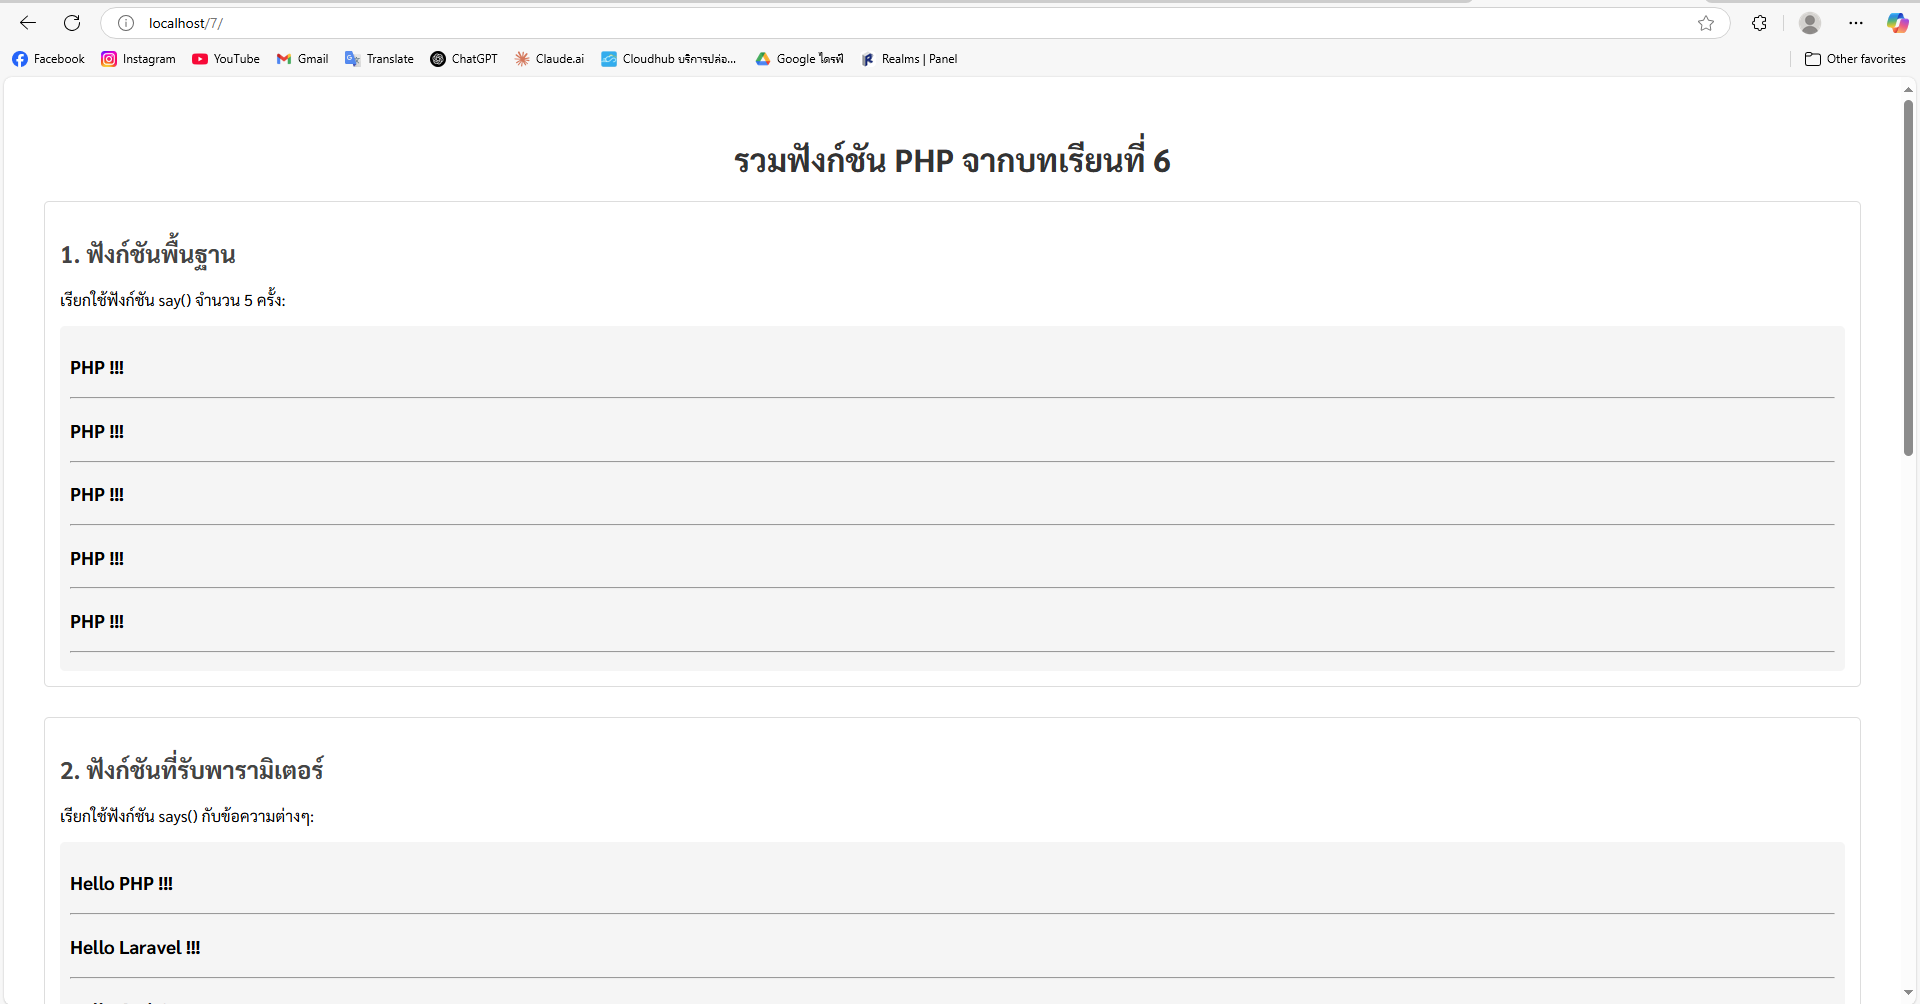 localhost/7/
Facebook Instagram YouTube Gmail Translate ChatGPT Claude.ai Cloudhub บริการปล่อ... Google ไดรฟ์ Realms | Panel Other favorites
รวมฟังก์ชัน PHP จากบทเรียนที่ 6
1. ฟังก์ชันพื้นฐาน
เรียกใช้ฟังก์ชัน say() จำนวน 5 ครั้ง:
PHP !!!
PHP !!!
PHP !!!
PHP !!!
PHP !!!
2. ฟังก์ชันที่รับพารามิเตอร์
เรียกใช้ฟังก์ชัน says() กับข้อความต่างๆ:
Hello PHP !!!
Hello Laravel !!!